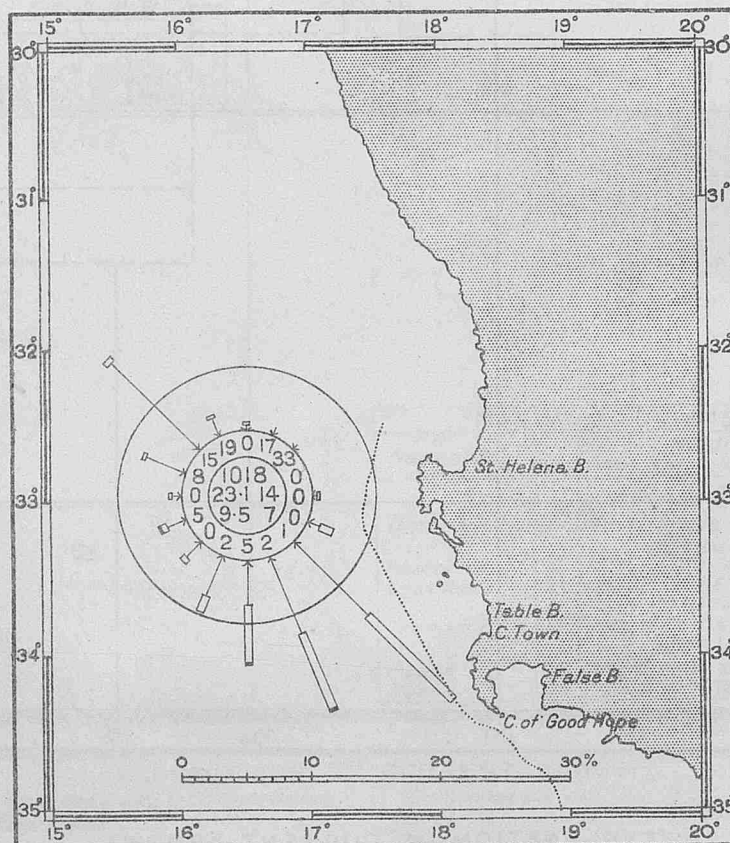 15° 16° 17° 18° 19° 20°
30° 30°
31° 31°
32° 32°
19 0 17
15 33
8 1018 0
0 23·1 14 0
5 9·5 7 0
0 2 5 2 1
33° 33°
St. Helena. B.
Table B.
C. Town
34° 34°
False B.
C. of Good Hope
0 10 20 30%
35° 35°
15° 16° 17° 18° 19° 20°